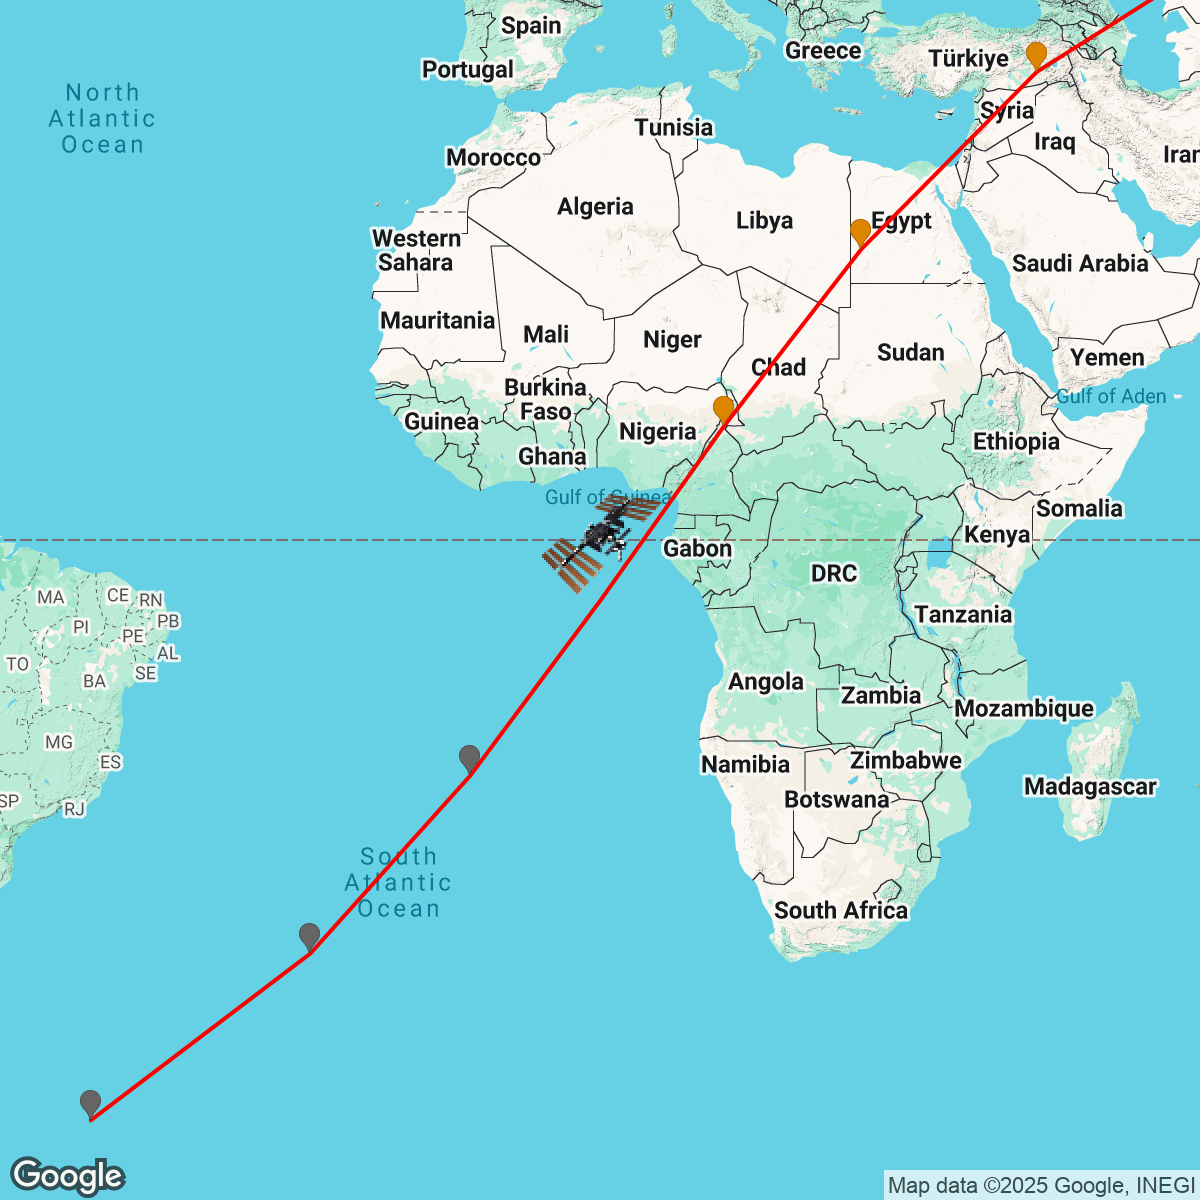 Spain
Portugal
Greece
Türkiye
North
Atlantic
Ocean
Syria
Tunisia
Iraq
Iran
Morocco
Algeria
Libya
Egypt
Western
Sahara
Saudi Arabia
Mauritania
Mali
Niger
Chad
Sudan
Yemen
Burkina
Faso
Gulf of Aden
Guinea
Nigeria
Ethiopia
Ghana
Gulf of Guinea
Somalia
Kenya
Gabon
DRC
MA
CE
RN
PI
PE
PB
Tanzania
TO
AL
BA
SE
Angola
Zambia
Mozambique
MG
ES
Namibia
Zimbabwe
Madagascar
SP
RJ
Botswana
South
Atlantic
Ocean
South Africa
Google
Map data ©2025 Google, INEGI